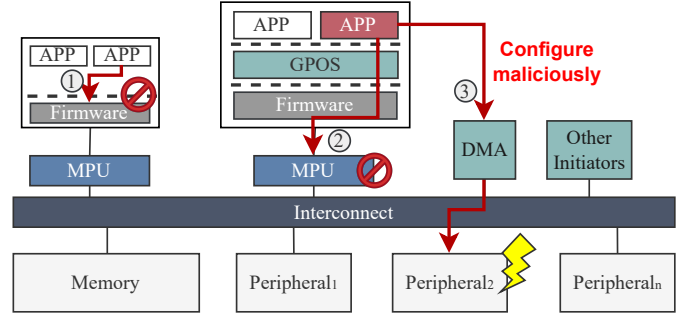 APP
APP
①
Firmware
MPU
APP
APP
GPOS
Firmware
②
MPU
Configure
maliciously
③
DMA
Other
Initiators
Interconnect
Memory
Peripheral₁
Peripheral₂
Peripheralₙ